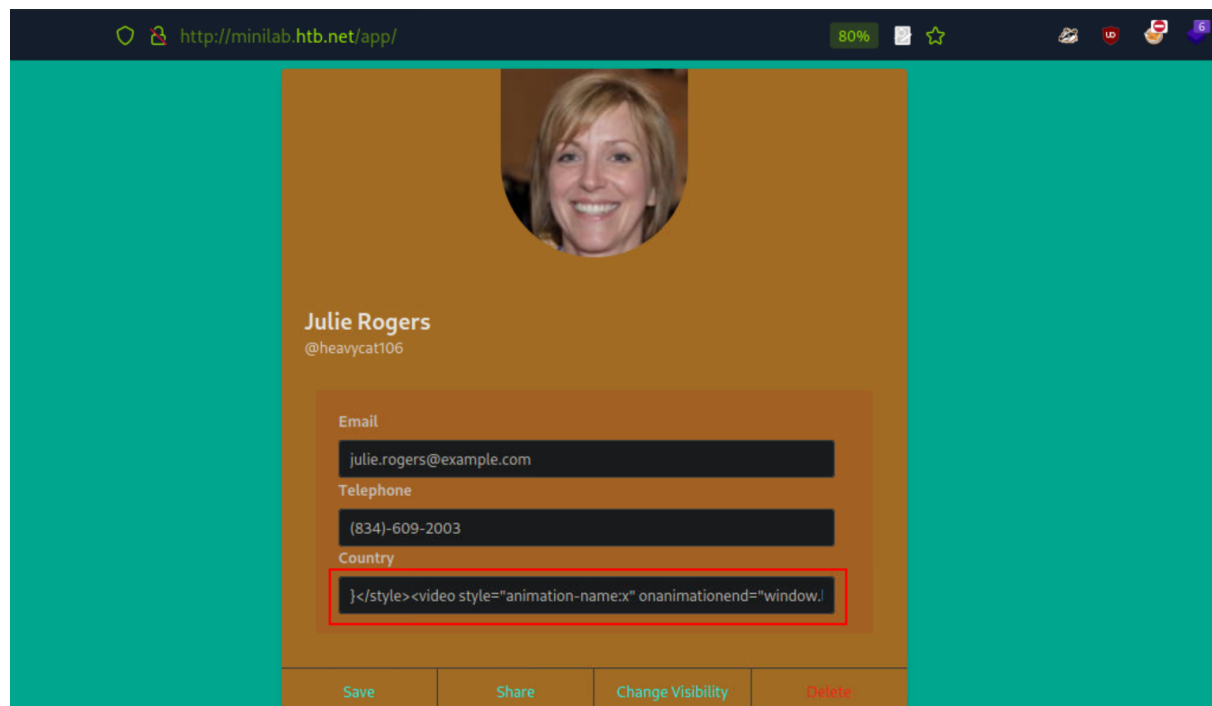 http://minilab.htb.net/app/
80%
6
Julie Rogers
@heavycat106
Email
julie.rogers@example.com
Telephone
(834)-609-2003
Country
}</style><video style="animation-name:x" onanimationend="window.l
Save
Share
Change Visibility
Delete